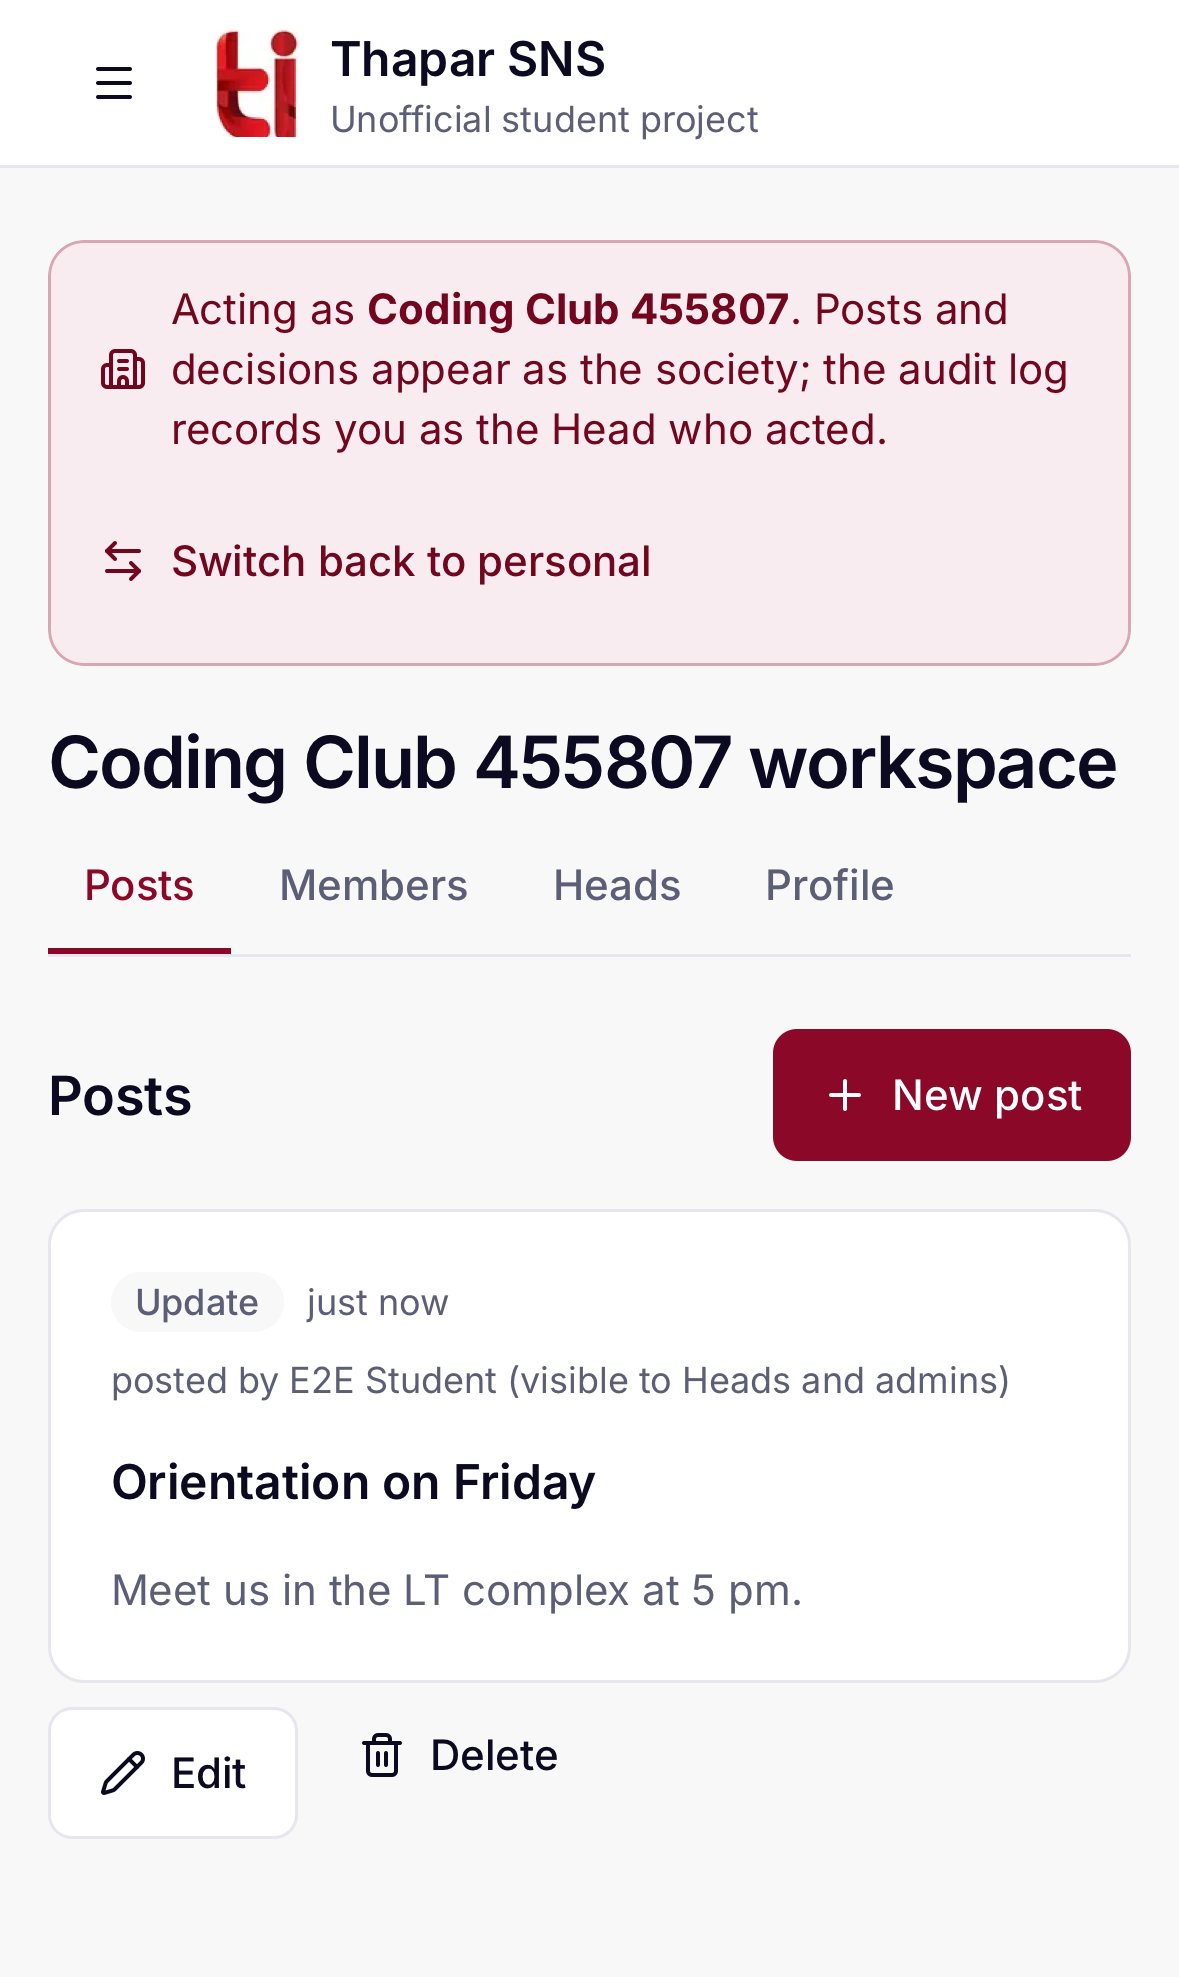 ti
Thapar SNS
Unofficial student project
Acting as Coding Club 455807. Posts and
decisions appear as the society; the audit log
records you as the Head who acted.
Switch back to personal
Coding Club 455807 workspace
Posts Members Heads Profile
Posts
New post
Update just now
posted by E2E Student (visible to Heads and admins)
Orientation on Friday
Meet us in the LT complex at 5 pm.
Edit Delete